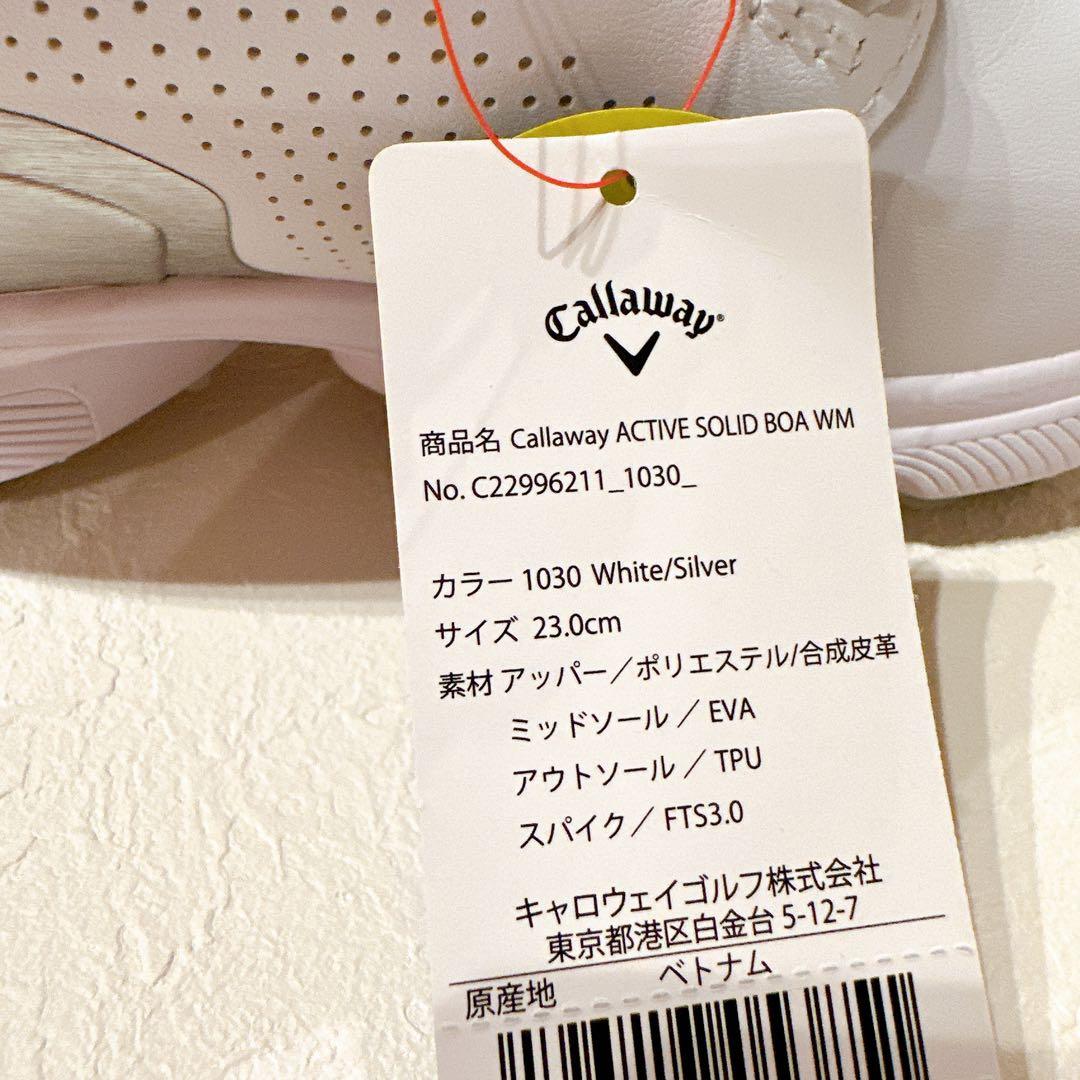 Callaway®
商品名 Callaway ACTIVE SOLID BOA WM
No. C22996211_1030_
カラー 1030 White/Silver
サイズ 23.0cm
素材 アッパー／ポリエステル/合成皮革
ミッドソール ／ EVA
アウトソール ／ TPU
スパイク／ FTS3.0
キャロウェイゴルフ株式会社
東京都港区白金台 5-12-7
原産地 ベトナム